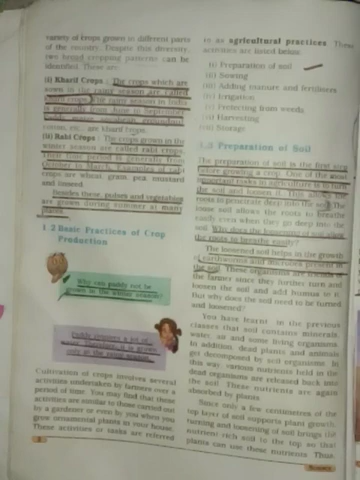 variety of crops grown in different parts
of the country. Despite this diversity,
two broad cropping patterns can be
identified. These are:
(i) Kharif Crops : The crops which are
sown in the rainy season are called
kharif crops. The rainy season in India
is generally from June to September.
Paddy, maize, soyabean, groundnut,
cotton, etc., are kharif crops.
(ii) Rabi Crops : The crops grown in the
winter season are called rabi crops.
Their time period is generally from
October to March. Examples of rabi
crops are wheat, gram, pea, mustard
and linseed.
Besides these, pulses and vegetables
are grown during summer at many
places.
1.2 Basic Practices of Crop
Production
Why can paddy not be
grown in the winter season?
Paddy requires a lot of
water. Therefore, it is grown
only in the rainy season.
Cultivation of crops involves several
activities undertaken by farmers over a
period of time. You may find that these
activities are similar to those carried out
by a gardener or even by you when you
grow ornamental plants in your house.
These activities or tasks are referred
2
to as agricultural practices. These
activities are listed below.
(i) Preparation of soil
(ii) Sowing
(iii) Adding manure and fertilisers
(iv) Irrigation
(v) Protecting from weeds
(vi) Harvesting
(vii) Storage
1.3 Preparation of Soil
The preparation of soil is the first step
before growing a crop. One of the most
important tasks in agriculture is to turn
the soil and loosen it. This allows the
roots to penetrate deep into the soil. The
loose soil allows the roots to breathe
easily even when they go deep into the
soil. Why does the loosening of soil allow
the roots to breathe easily?
The loosened soil helps in the growth
of earthworms and microbes present in
the soil. These organisms are friends of
the farmer since they further turn and
loosen the soil and add humus to it.
But why does the soil need to be turned
and loosened?
You have learnt in the previous
classes that soil contains minerals,
water, air and some living organisms.
In addition, dead plants and animals
get decomposed by soil organisms. In
this way, various nutrients held in the
dead organisms are released back into
the soil. These nutrients are again
absorbed by plants.
Since only a few centimetres of the
top layer of soil supports plant growth,
turning and loosening of soil brings the
nutrient rich soil to the top so that
plants can use these nutrients. Thus,
Science